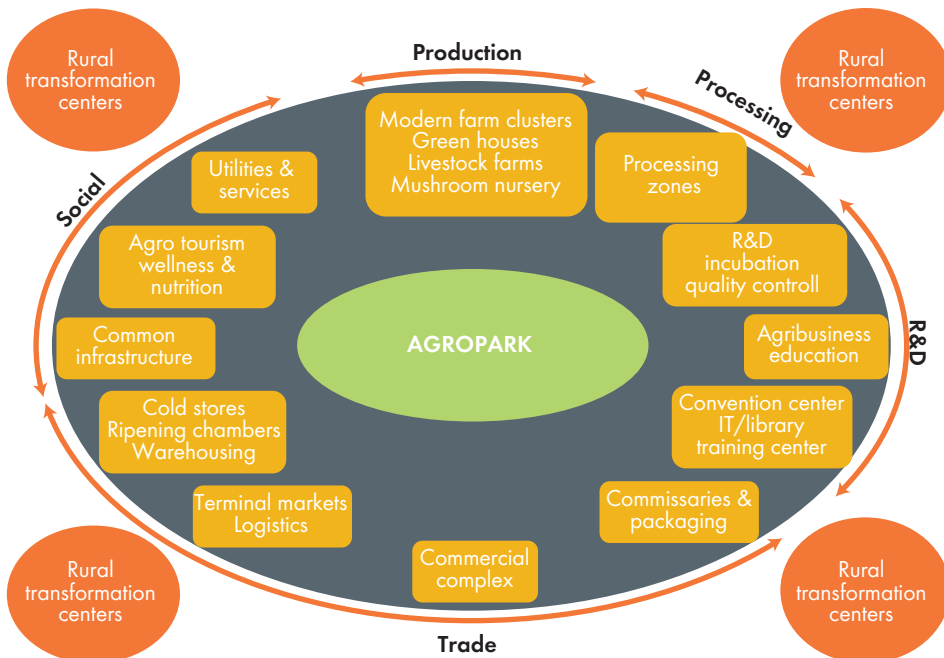 Rural
transformation
centers
Production
Rural
transformation
centers
Processing
Modern farm clusters
Green houses
Livestock farms
Mushroom nursery
Utilities &
services
Processing
zones
Social
Agro tourism
wellness &
nutrition
R&D
incubation
quality controll
R&D
Common
infrastructure
AGROPARK
Agribusiness
education
Cold stores
Ripening chambers
Warehousing
Convention center
IT/library
training center
Terminal markets
Logistics
Commissaries &
packaging
Commercial
complex
Rural
transformation
centers
Rural
transformation
centers
Trade